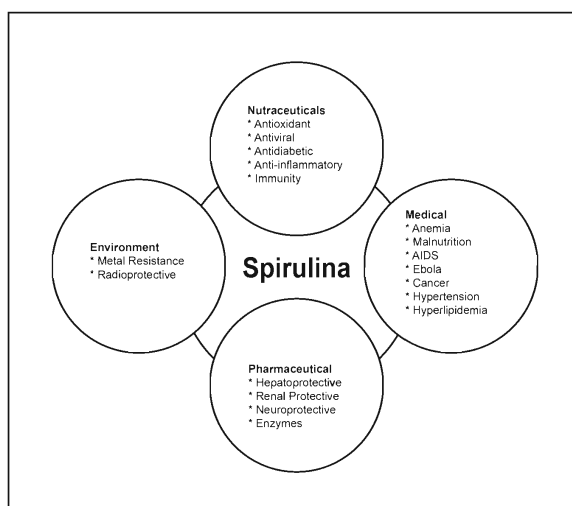 Nutraceuticals
* Antioxidant
* Antiviral
* Antidiabetic
* Anti-inflammatory
* Immunity
Environment
* Metal Resistance
* Radioprotective
Spirulina
Medical
* Anemia
* Malnutrition
* AIDS
* Ebola
* Cancer
* Hypertension
* Hyperlipidemia
Pharmaceutical
* Hepatoprotective
* Renal Protective
* Neuroprotective
* Enzymes